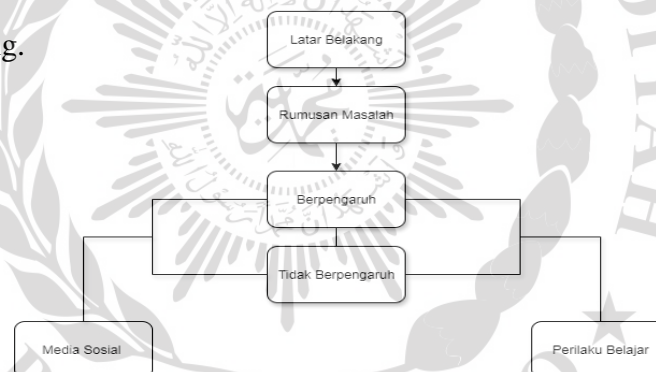 g.
Latar Belakang
Rumusan Masalah
Berpengaruh
Tidak Berpengaruh
Media Sosial
Perilaku Belajar